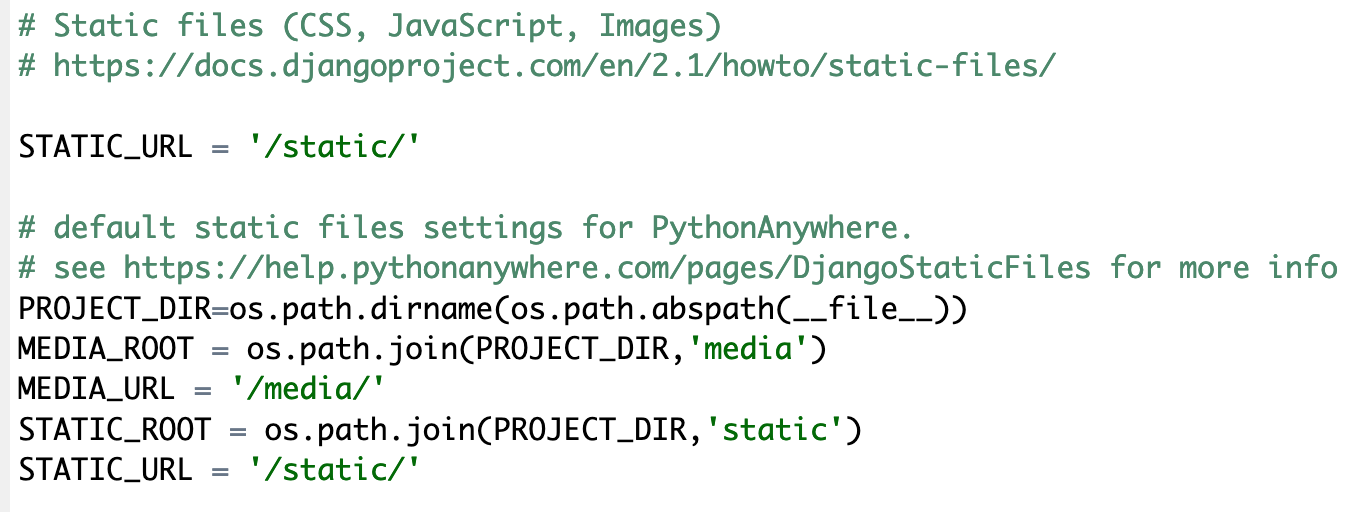 # Static files (CSS, JavaScript, Images)
# https://docs.djangoproject.com/en/2.1/howto/static-files/
STATIC_URL = '/static/'
# default static files settings for PythonAnywhere.
# see https://help.pythonanywhere.com/pages/DjangoStaticFiles for more info
PROJECT_DIR=os.path.dirname(os.path.abspath(__file__))
MEDIA_ROOT = os.path.join(PROJECT_DIR,'media')
MEDIA_URL = '/media/'
STATIC_ROOT = os.path.join(PROJECT_DIR,'static')
STATIC_URL = '/static/'